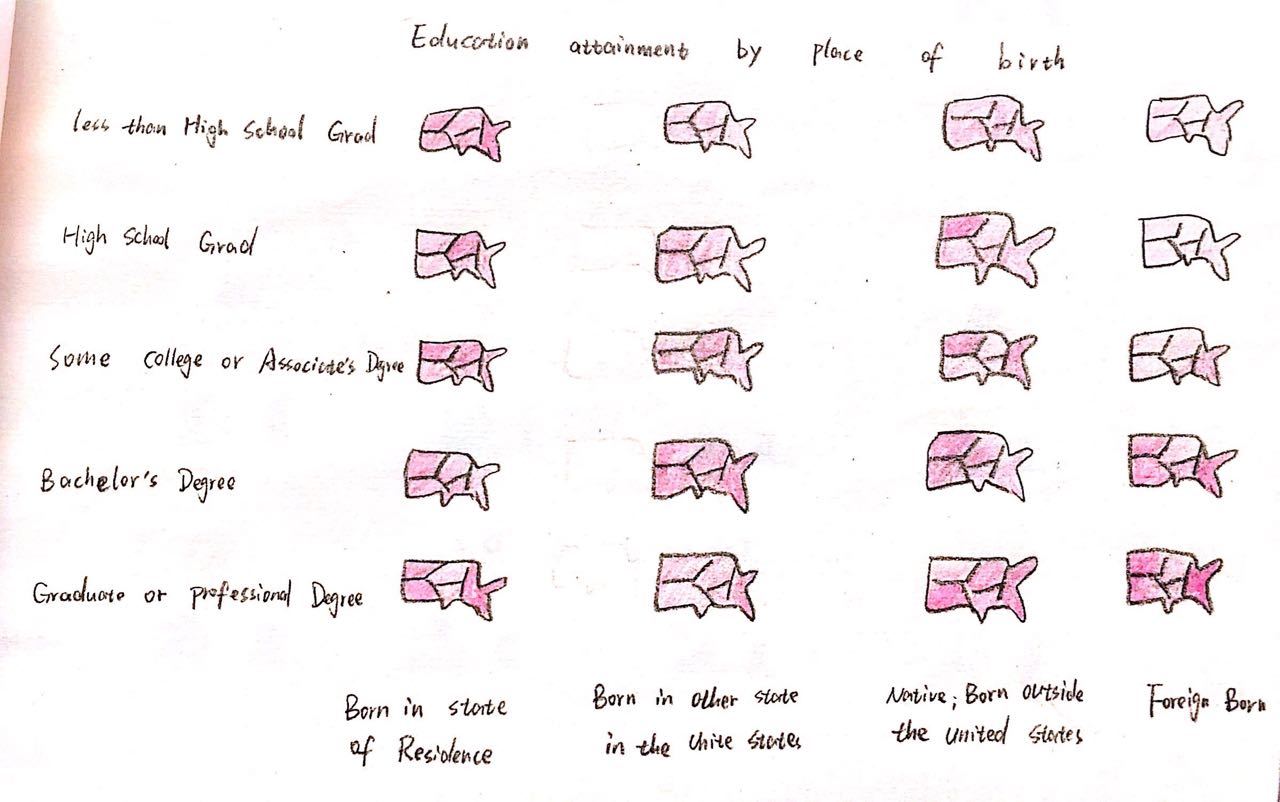 Education attainment by place of birth
less than High School Grad
High School Grad
Some college or Associate's Dgree
Bachelor's Degree
Graduate or professional Degree
Born in state
of Residence
Born in other state
in the Unite states
Native; Born outside
the united states
Foreign Born